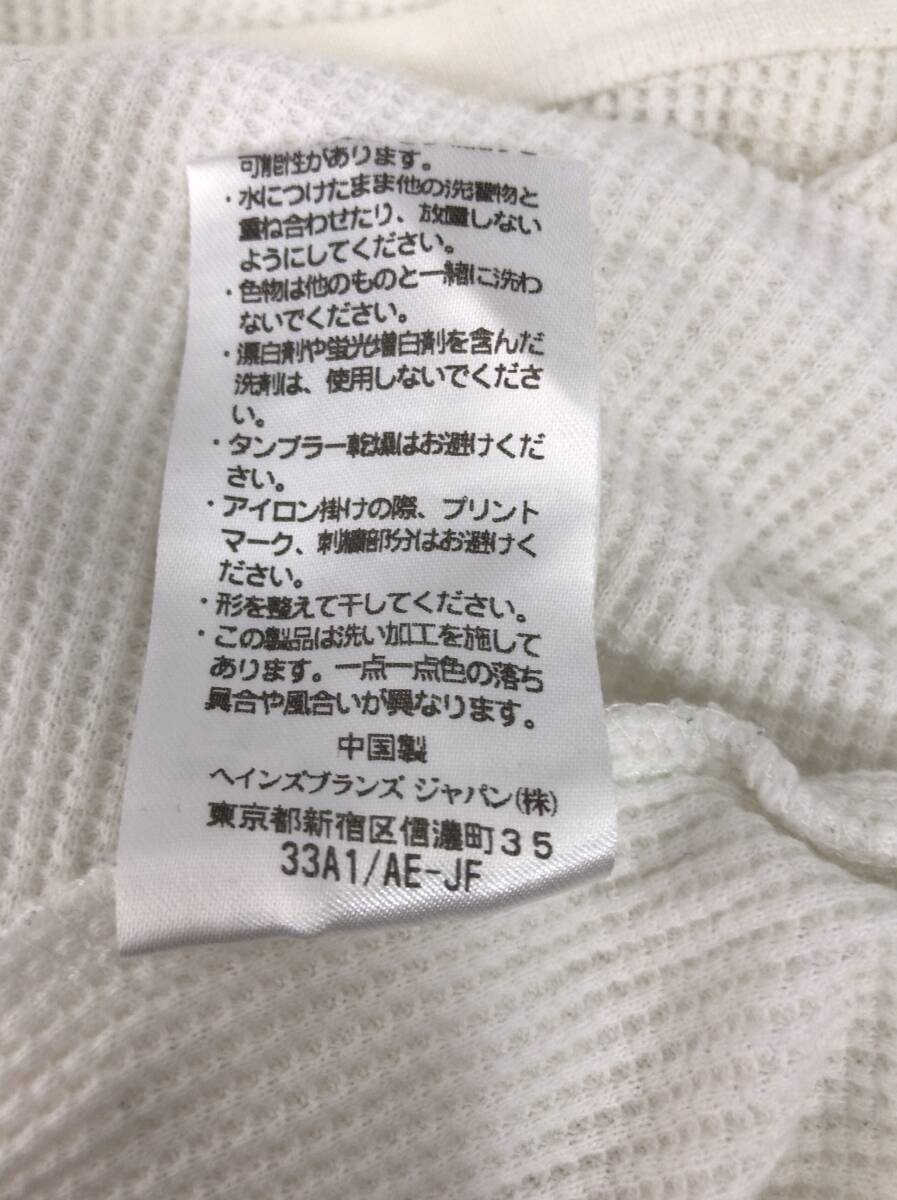 可能性があります。
・水につけたまま他の洗濯物と
重ね合わせたり、放置しない
ようにしてください。
・色物は他のものと一緒に洗わ
ないでください。
・漂白剤や蛍光増白剤を含んだ
洗剤は、使用しないでくださ
い。
・タンブラー乾燥はお避けくだ
さい。
・アイロン掛けの際、プリント
マーク、刺繍部分はお避けく
ださい。
・形を整えて干してください。
・この製品は洗い加工を施して
あります。一点一点色の落ち
具合や風合いが異なります。
中国製
ヘインズブランズ ジャパン(株)
東京都新宿区信濃町35
33A1/AE-JF